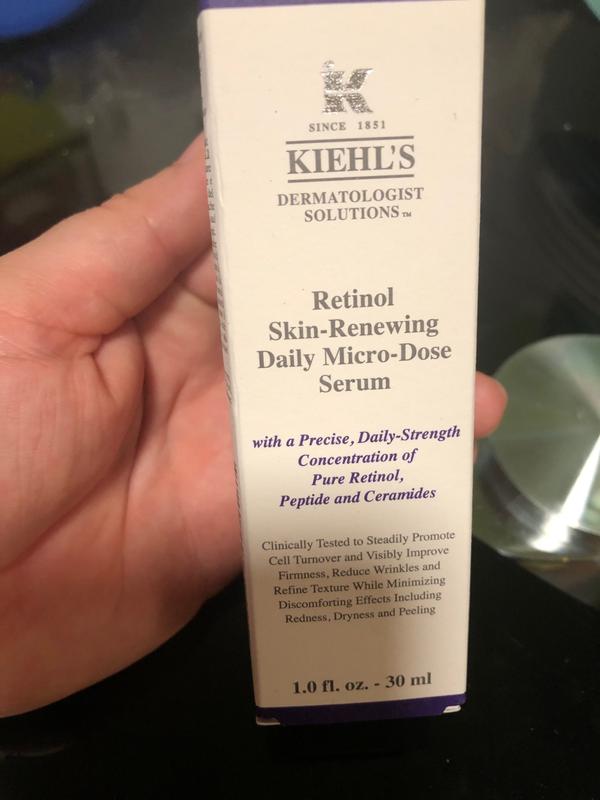 K
SINCE 1851
KIEHL'S
DERMATOLOGIST
SOLUTIONS™
Retinol
Skin-Renewing
Daily Micro-Dose
Serum
with a Precise, Daily-Strength
Concentration of
Pure Retinol,
Peptide and Ceramides
Clinically Tested to Steadily Promote
Cell Turnover and Visibly Improve
Firmness, Reduce Wrinkles and
Refine Texture While Minimizing
Discomforting Effects Including
Redness, Dryness and Peeling
1.0 fl. oz. - 30 ml